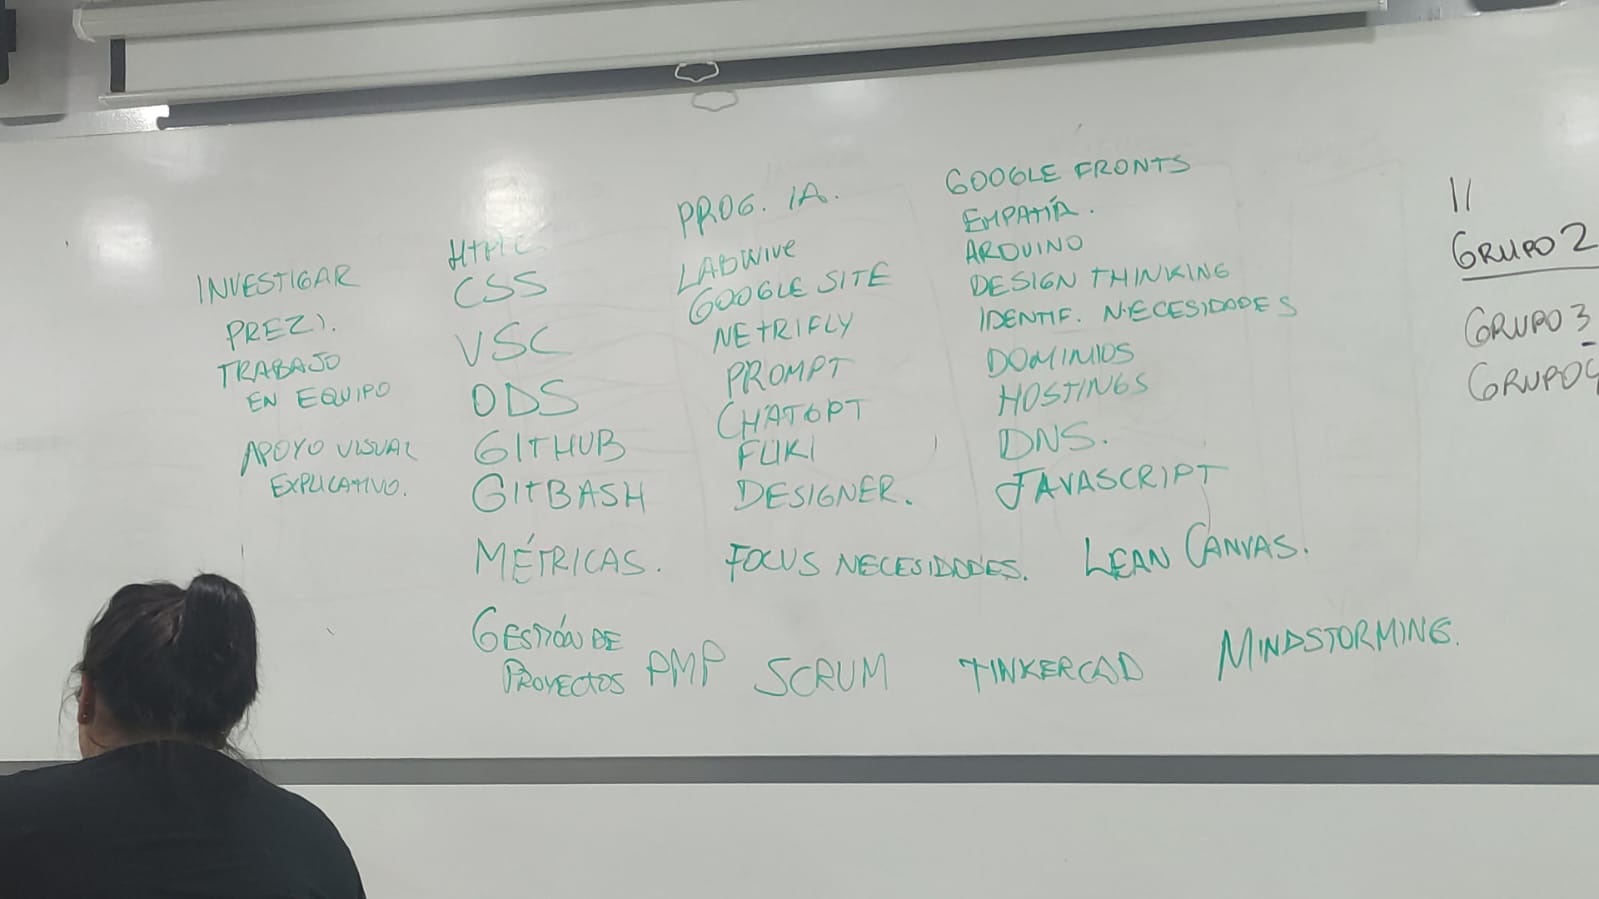 INVESTIGAR
PREZI.
TRABAJO
EN EQUIPO
APOYO VISUAL
EXPLICATIVO.
HTML
CSS
VSC
ODS
GITHUB
GITBASH
MÉTRICAS.
GESTIÓN DE
PROYECTOS
PMP
SCRUM
TINKERCAD
MINDSTORMING.
PROG. IA.
LABWIVE
GOOGLE SITE
NETRIFLY
PROMPT
CHATGPT
FLIKI
DESIGNER.
FOCUS NECESIDADES.
LEAN CANVAS.
GOOGLE FRONTS
EMPATÍA.
ARDUINO
DESIGN THINKING
IDENTIF. NECESIDADES
DOMINIOS
HOSTINGS
DNS.
JAVASCRIPT
11
GRUPO 2
GRUPO 3
GRUPO